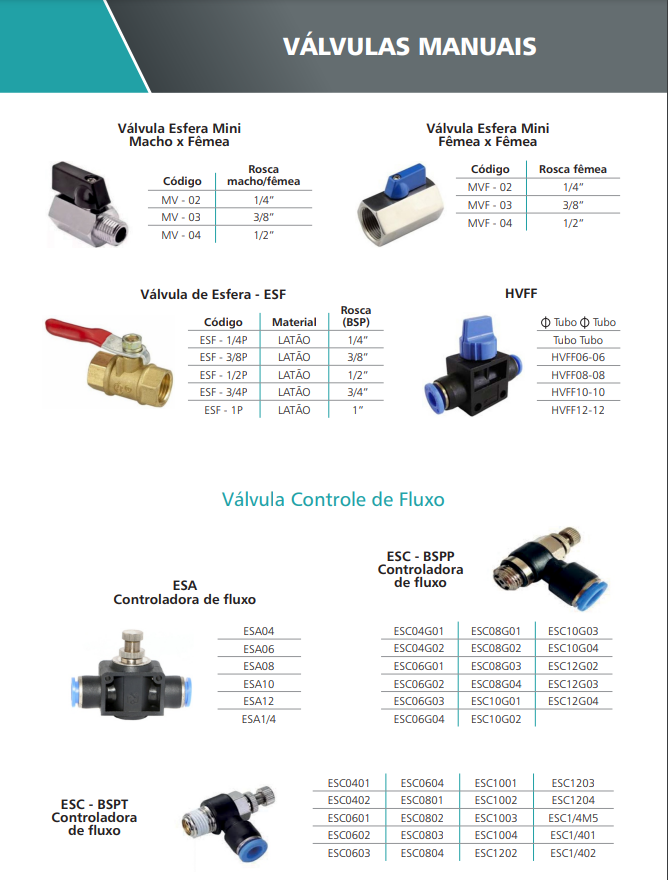 VÁLVULAS MANUAIS
Válvula Esfera Mini
Macho x Fêmea
Código Rosca macho/fêmea
MV - 02 1/4”
MV - 03 3/8”
MV - 04 1/2”
Válvula Esfera Mini
Fêmea x Fêmea
Código Rosca fêmea
MVF - 02 1/4”
MVF - 03 3/8”
MVF - 04 1/2”
Válvula de Esfera - ESF
Código Material Rosca (BSP)
ESF - 1/4P LATÃO 1/4”
ESF - 3/8P LATÃO 3/8”
ESF - 1/2P LATÃO 1/2”
ESF - 3/4P LATÃO 3/4”
ESF - 1P LATÃO 1”
HVFF
ϕ Tubo ϕ Tubo
Tubo Tubo
HVFF06-06
HVFF08-08
HVFF10-10
HVFF12-12
Válvula Controle de Fluxo
ESA
Controladora de fluxo
ESA04
ESA06
ESA08
ESA10
ESA12
ESA1/4
ESC - BSPP
Controladora
de fluxo
ESC04G01 ESC08G01 ESC10G03
ESC04G02 ESC08G02 ESC10G04
ESC06G01 ESC08G03 ESC12G02
ESC06G02 ESC08G04 ESC12G03
ESC06G03 ESC10G01 ESC12G04
ESC06G04 ESC10G02
ESC - BSPT
Controladora
de fluxo
ESC0401 ESC0604 ESC1001 ESC1203
ESC0402 ESC0801 ESC1002 ESC1204
ESC0601 ESC0802 ESC1003 ESC1/4M5
ESC0602 ESC0803 ESC1004 ESC1/401
ESC0603 ESC0804 ESC1202 ESC1/402